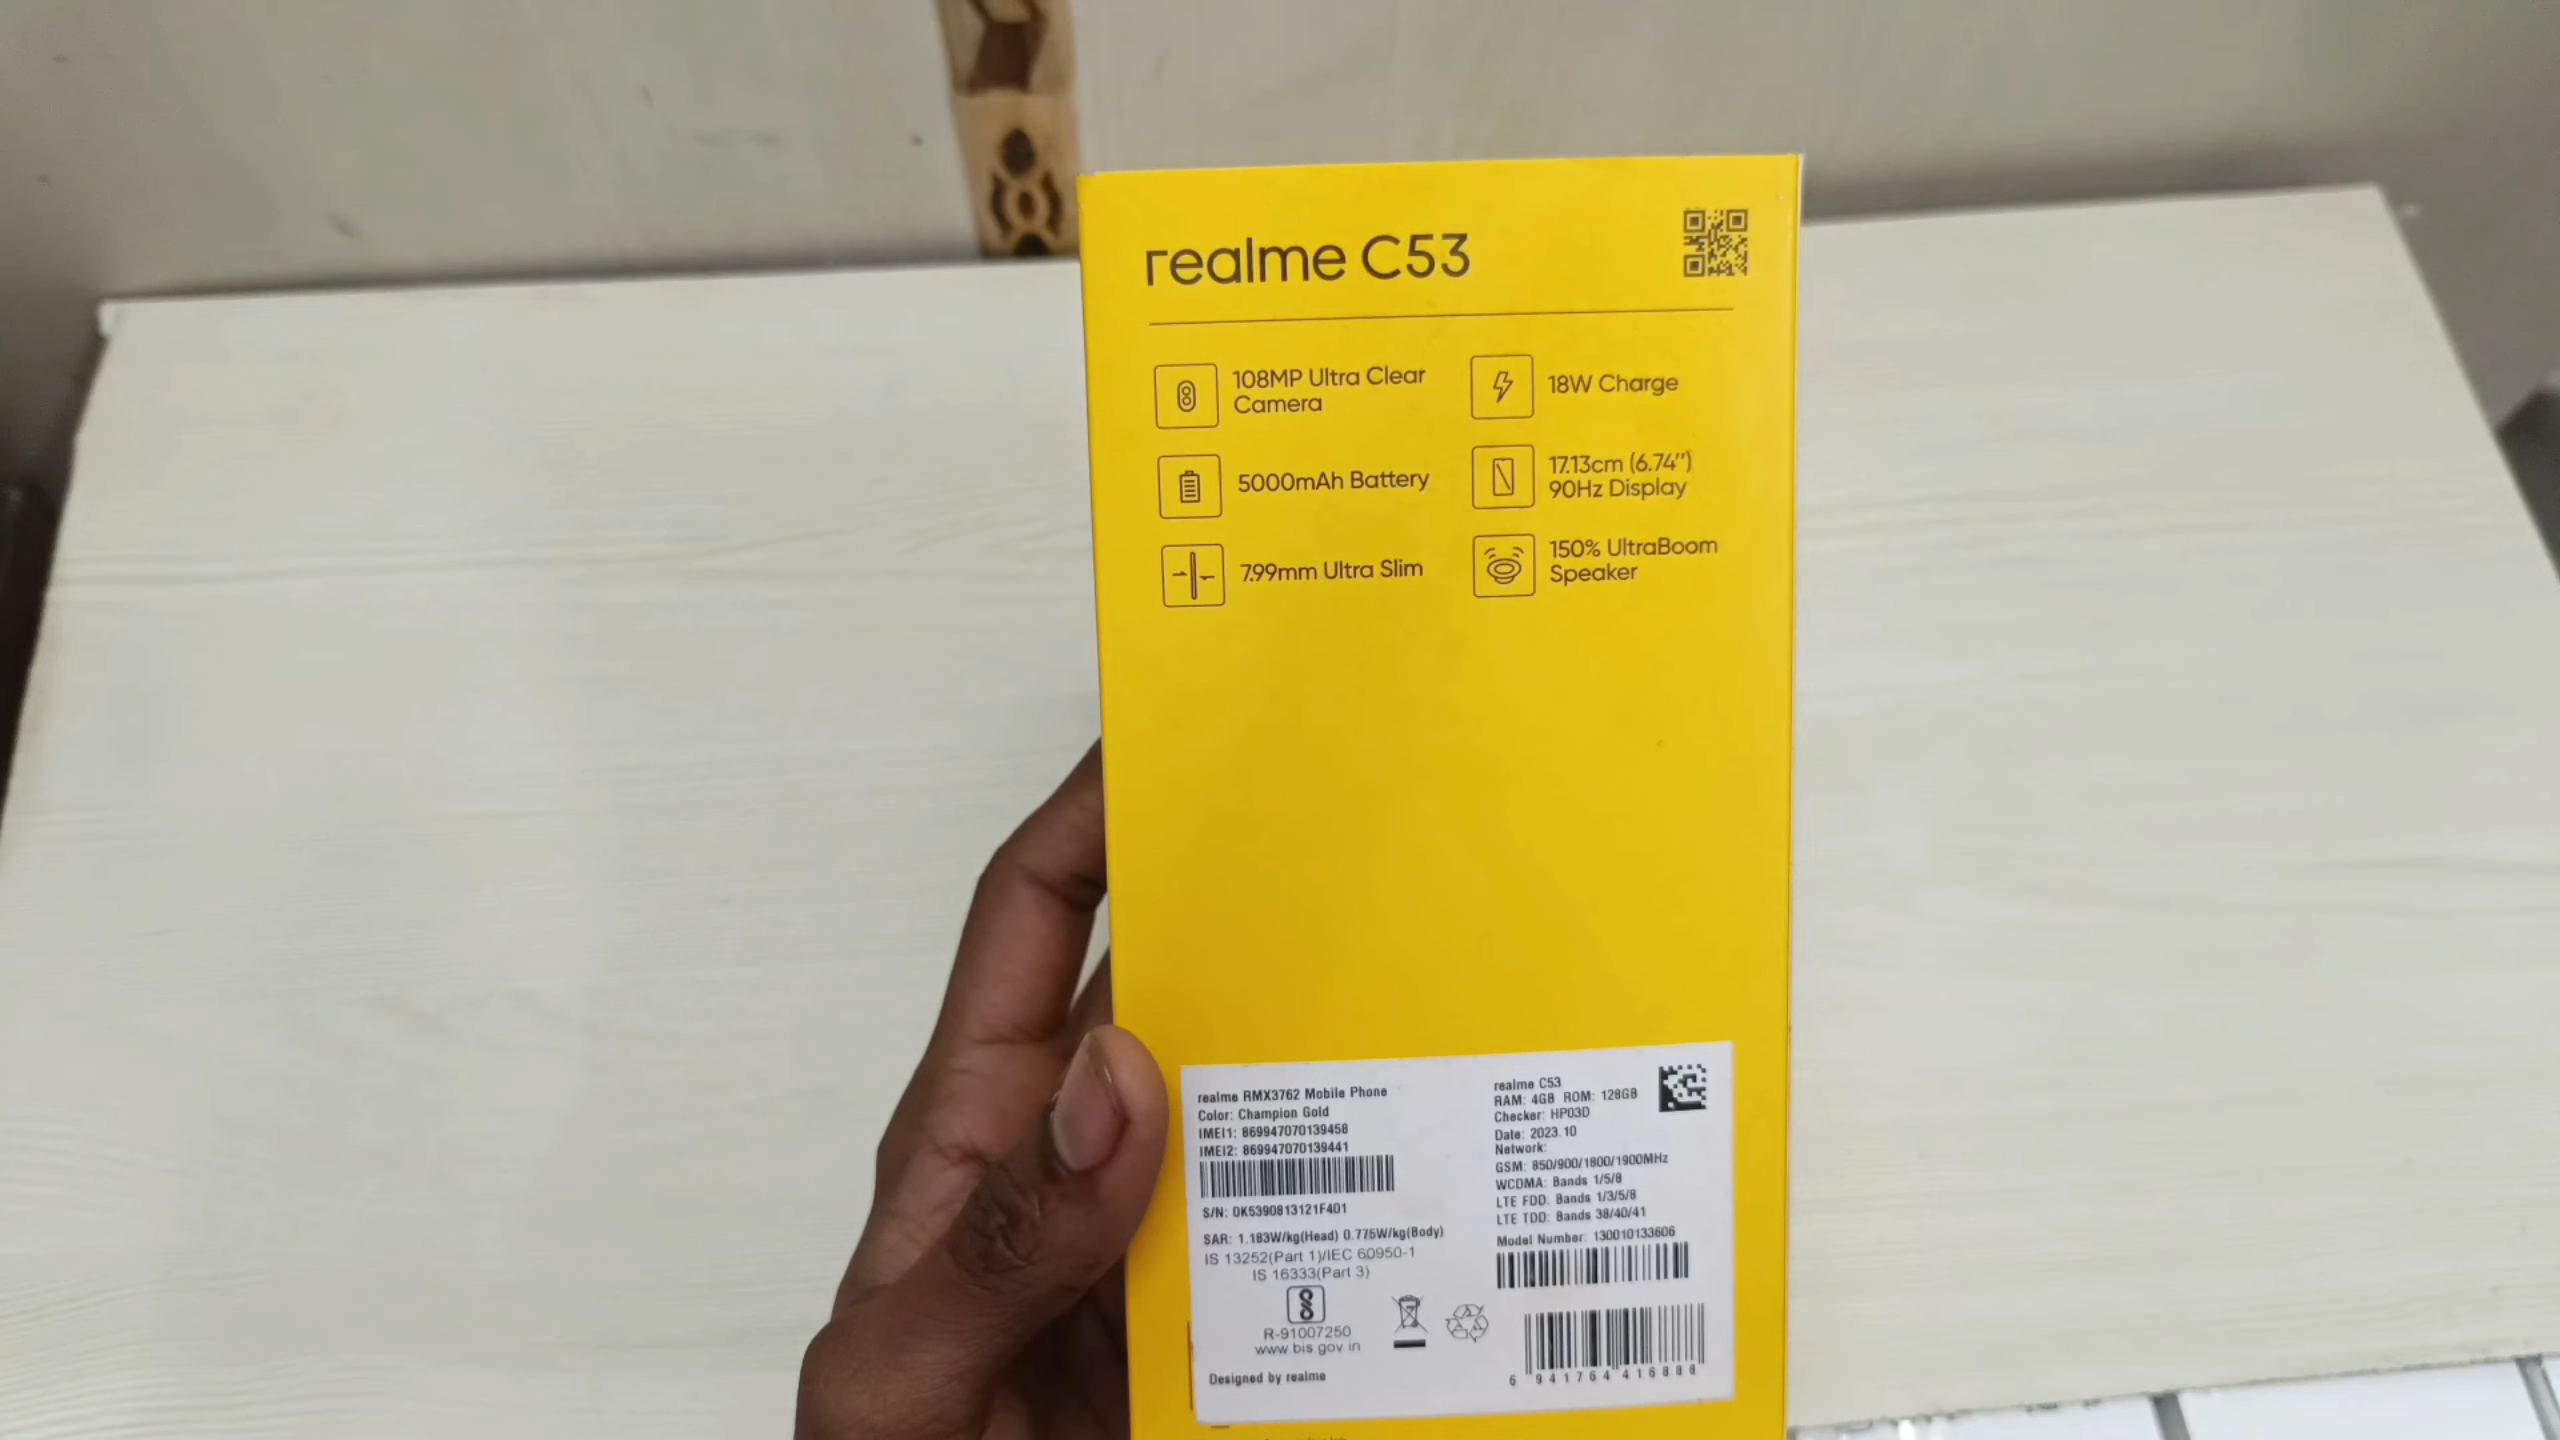 realme C53
108MP Ultra Clear
Camera
18W Charge
5000mAh Battery
17.13cm (6.74″)
90Hz Display
7.99mm Ultra Slim
150% UltraBoom
Speaker
realme RMX3762 Mobile Phone
Color: Champion Gold
IMEI1: 869947070139458
IMEI2: 869947070139441
S/N: 0K5390813121F401
SAR: 1.183W/kg(Head) 0.775W/kg(Body)
IS 13252(Part 1)/IEC 60950-1
IS 16333(Part 3)
R-91007250
www.bis.gov.in
Designed by realme
realme C53
RAM: 4GB ROM: 128GB
Checker: HP03D
Date: 2023.10
Network:
GSM: 850/900/1800/1900MHz
WCDMA: Bands 1/5/8
LTE FDD: Bands 1/3/5/8
LTE TDD: Bands 38/40/41
Model Number: 130010133606
6 941764 416888